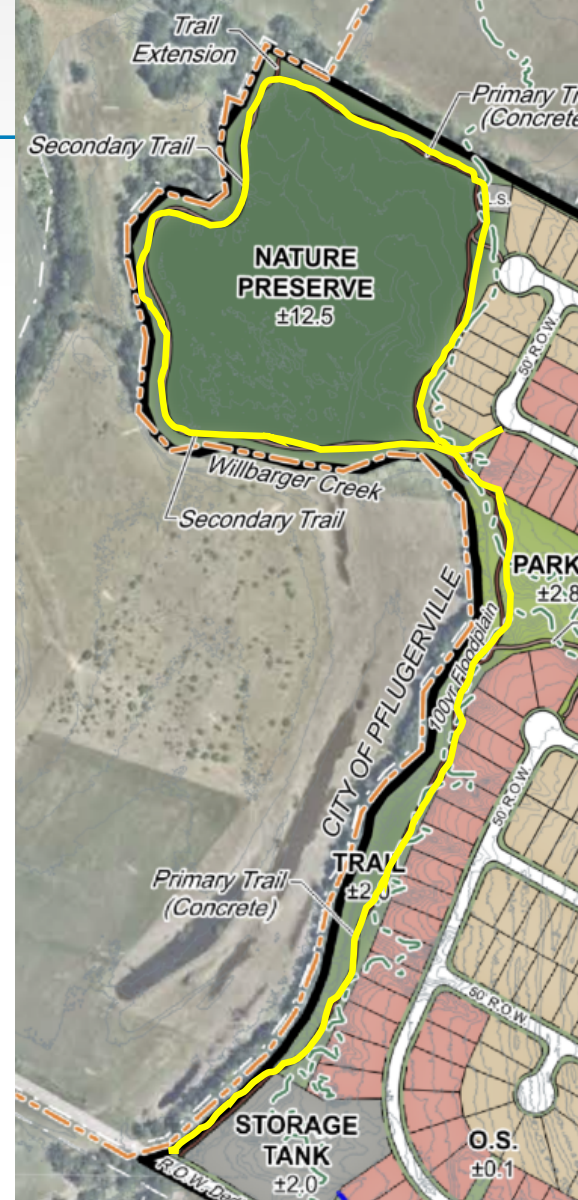 Trail
Extension
Primary
(Concrete
Secondary Trail
L.S.
NATURE
PRESERVE
±12.5
50' R.O.W.
Willbarger Creek
Secondary Trail
PARK
±2.8
100yr Floodplain
CITY OF PFLUGERVILLE
50' R.O.W.
TRAIL
±2.0
Primary Trail
(Concrete)
50' R.O.W.
STORAGE
TANK
±2.0
O.S.
±0.1
R.O.W.